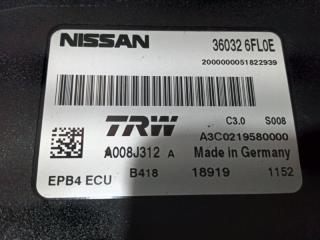 NISSAN 36032 6FL0E
2000000051822939
C3.0 S008
TRW A3C0219580000
A008J312 A Made in Germany
EPB4 ECU B418 18919 1152